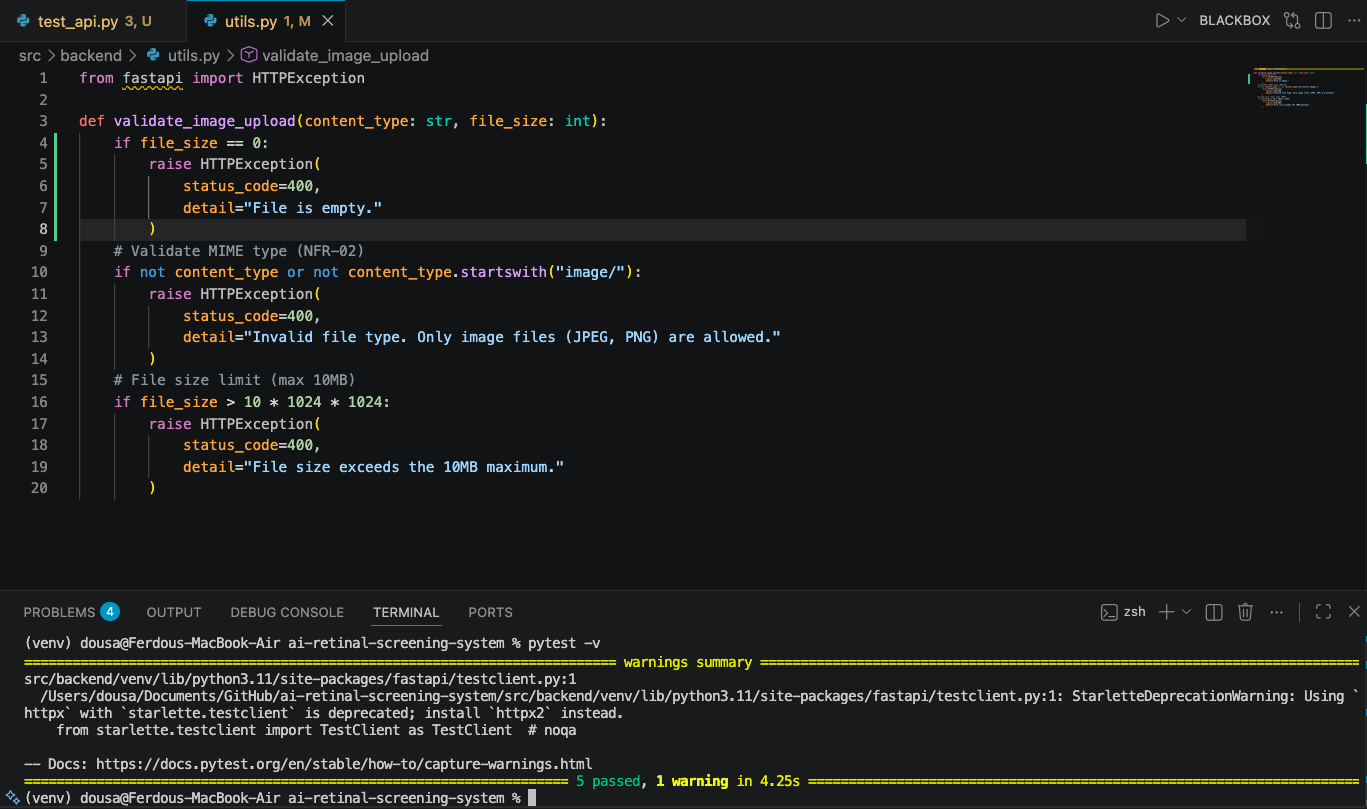 test_api.py 3, U
utils.py 1, M
BLACKBOX
src > backend > utils.py > validate_image_upload
1 from fastapi import HTTPException
2
3 def validate_image_upload(content_type: str, file_size: int):
4     if file_size == 0:
5         raise HTTPException(
6             status_code=400,
7             detail="File is empty."
8         )
9     # Validate MIME type (NFR-02)
10     if not content_type or not content_type.startswith("image/"):
11         raise HTTPException(
12             status_code=400,
13             detail="Invalid file type. Only image files (JPEG, PNG) are allowed."
14         )
15     # File size limit (max 10MB)
16     if file_size > 10 * 1024 * 1024:
17         raise HTTPException(
18             status_code=400,
19             detail="File size exceeds the 10MB maximum."
20         )
PROBLEMS 4 OUTPUT DEBUG CONSOLE TERMINAL PORTS
zsh
(venv) dousa@Ferdous-MacBook-Air ai-retinal-screening-system % pytest -v
warnings summary
src/backend/venv/lib/python3.11/site-packages/fastapi/testclient.py:1
  /Users/dousa/Documents/GitHub/ai-retinal-screening-system/src/backend/venv/lib/python3.11/site-packages/fastapi/testclient.py:1: StarletteDeprecationWarning: Using `
httpx` with `starlette.testclient` is deprecated; install `httpx2` instead.
    from starlette.testclient import TestClient as TestClient  # noqa
-- Docs: https://docs.pytest.org/en/stable/how-to/capture-warnings.html
5 passed, 1 warning in 4.25s
(venv) dousa@Ferdous-MacBook-Air ai-retinal-screening-system %